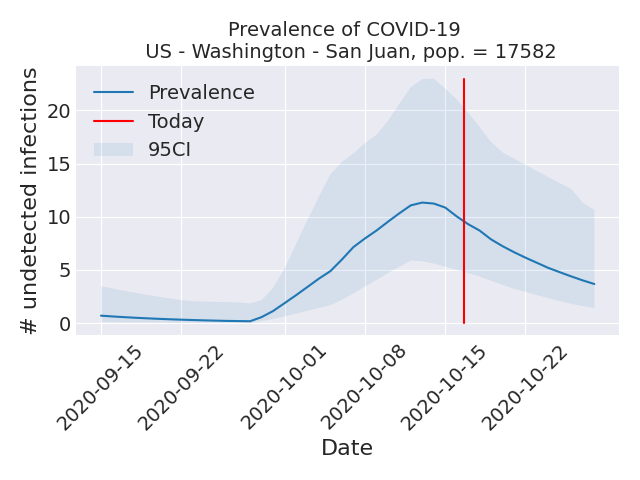 Prevalence of COVID-19
US - Washington - San Juan, pop. = 17582
Prevalence
Today
95CI
# undetected infections
20
15
10
5
0
2020-09-15
2020-09-22
2020-10-01
2020-10-08
2020-10-15
2020-10-22
Date